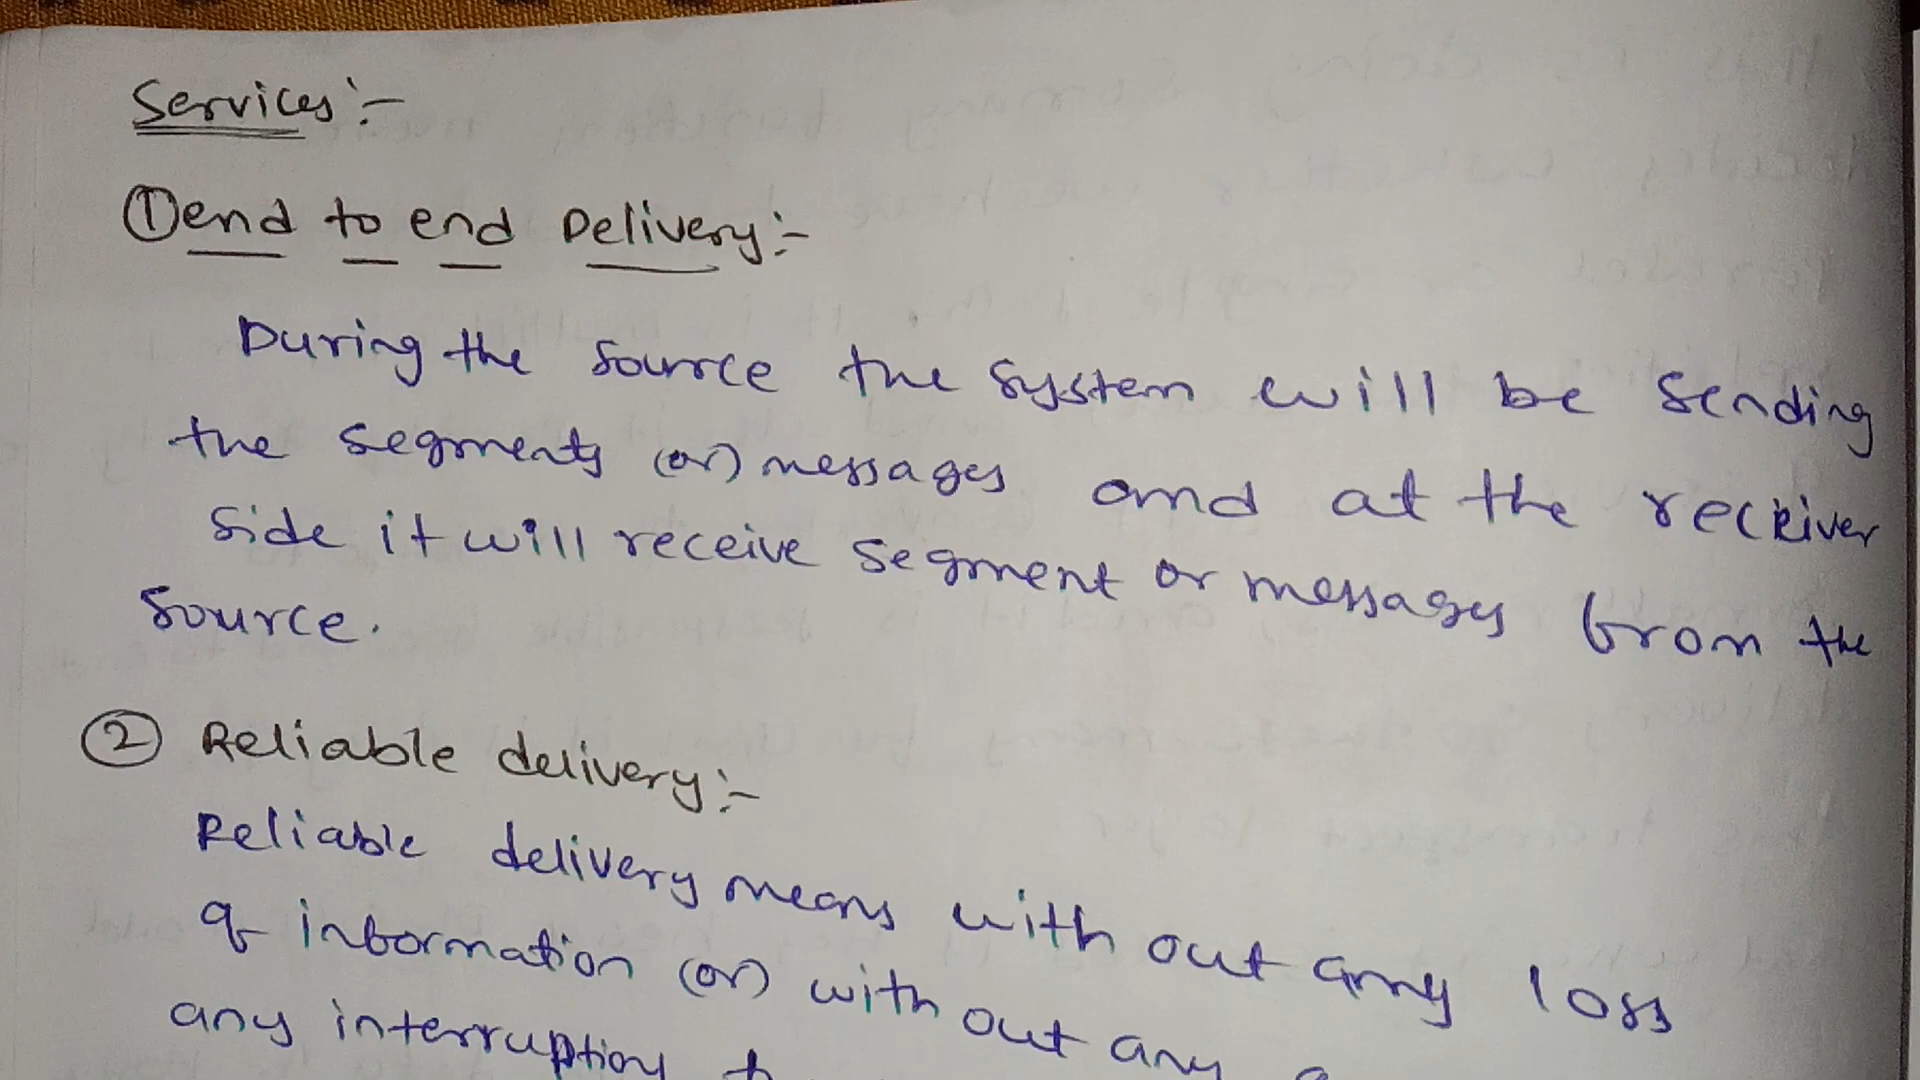 Services:-
① end to end Delivery:-
During the source the system will be sending
the segments (or) messages and at the receiver
side it will receive segment or messages from the
source.
② Reliable delivery:-
Reliable delivery means with out any loss
of information (or) with out any
any interruption